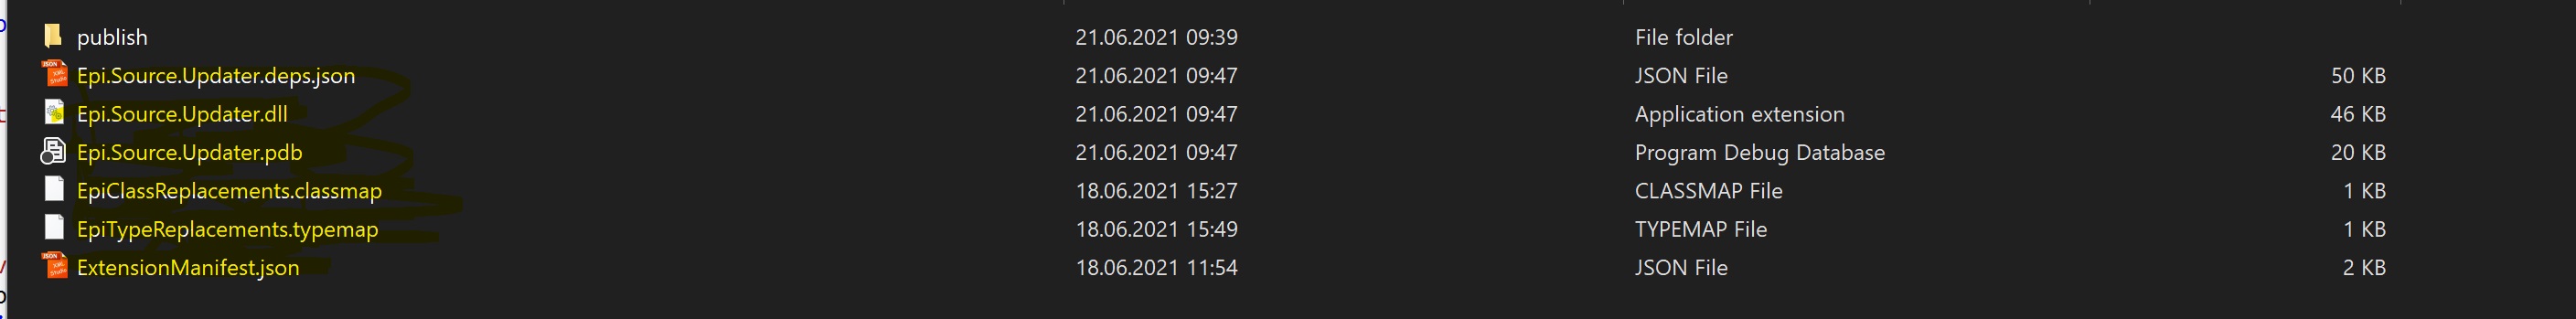 publish 21.06.2021 09:39 File folder
Epi.Source.Updater.deps.json 21.06.2021 09:47 JSON File 50 KB
Epi.Source.Updater.dll 21.06.2021 09:47 Application extension 46 KB
Epi.Source.Updater.pdb 21.06.2021 09:47 Program Debug Database 20 KB
EpiClassReplacements.classmap 18.06.2021 15:27 CLASSMAP File 1 KB
EpiTypeReplacements.typemap 18.06.2021 15:49 TYPEMAP File 1 KB
ExtensionManifest.json 18.06.2021 11:54 JSON File 2 KB